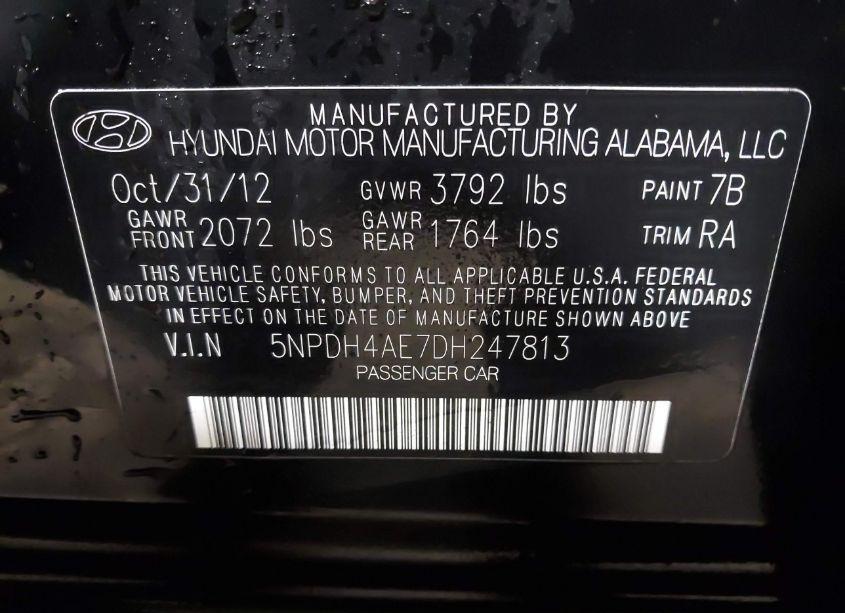 MANUFACTURED BY
HYUNDAI MOTOR MANUFACTURING ALABAMA, LLC
Oct/31/12 GVWR 3792 lbs PAINT 7B
GAWR FRONT 2072 lbs GAWR REAR 1764 lbs TRIM RA
THIS VEHICLE CONFORMS TO ALL APPLICABLE U.S.A. FEDERAL
MOTOR VEHICLE SAFETY, BUMPER, AND THEFT PREVENTION STANDARDS
IN EFFECT ON THE DATE OF MANUFACTURE SHOWN ABOVE
V.I.N 5NPDH4AE7DH247813
PASSENGER CAR